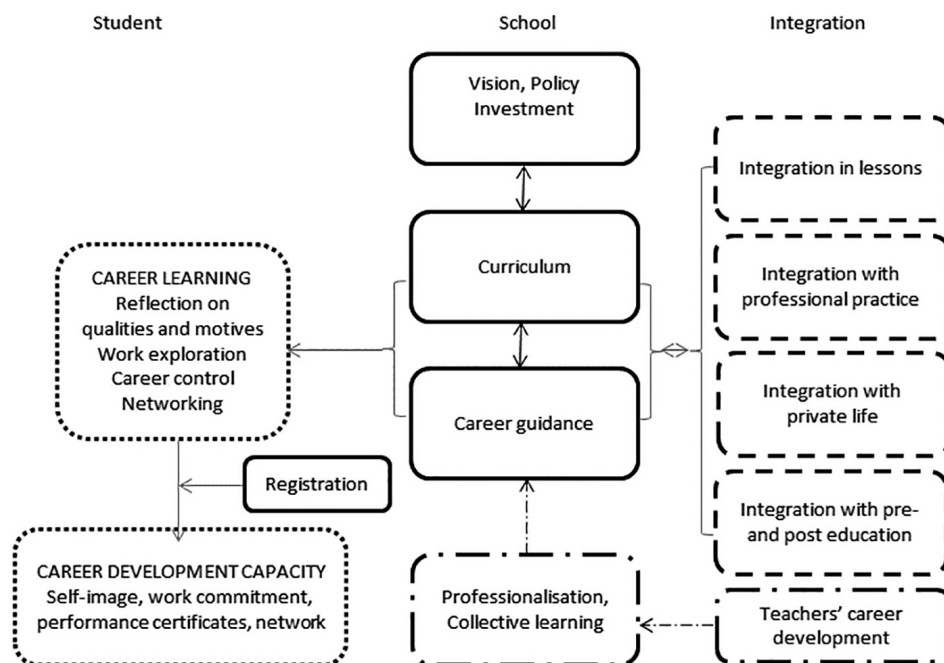 Student
School
Integration
Vision, Policy
Investment
Curriculum
Career guidance
Professionalisation,
Collective learning
CAREER LEARNING
Reflection on
qualities and motives
Work exploration
Career control
Networking
Registration
CAREER DEVELOPMENT CAPACITY
Self-image, work commitment,
performance certificates, network
Integration in lessons
Integration with
professional practice
Integration with
private life
Integration with pre-
and post education
Teachers’ career
development